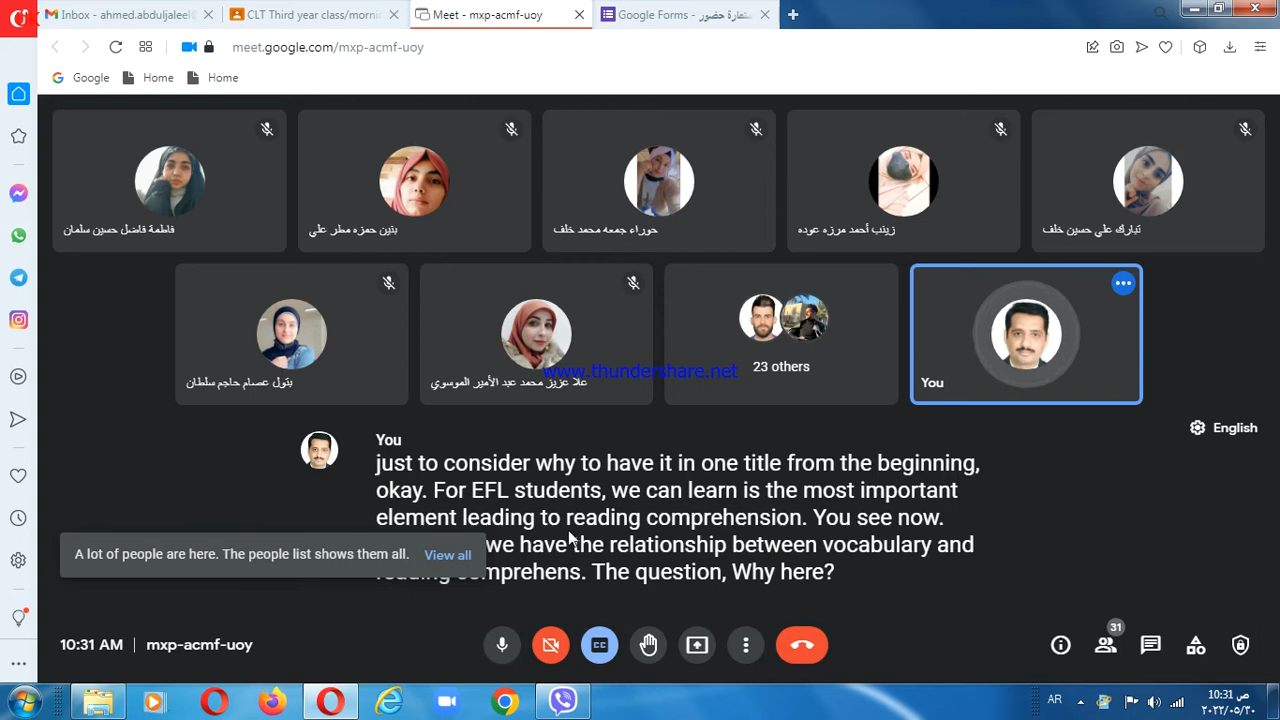 Inbox - ahmed.abduljaleel@
CLT Third year class/morni
Meet - mxp-acmf-uoy
Google Forms - ستمارة حضور
meet.google.com/mxp-acmf-uoy
Google
Home
Home
فاطمة فاضل حسين سلمان
بنين حمزه مطر علي
حوراء جمعه محمد خلف
زينب أحمد مرزه عوده
تبارك علي حسين خلف
بتول عصام حاجم سلطان
علا عزيز محمد عبد الأمير الموسوي
www.thundershare.net
23 others
You
English
You
just to consider why to have it in one title from the beginning,
okay. For EFL students, we can learn is the most important
element leading to reading comprehension. You see now.
we have the relationship between vocabulary and
comprehens. The question, Why here?
A lot of people are here. The people list shows them all. View all
10:31 AM | mxp-acmf-uoy
CC
31
AR
10:31 ص
٢٠٢٢/٠٥/٣٠